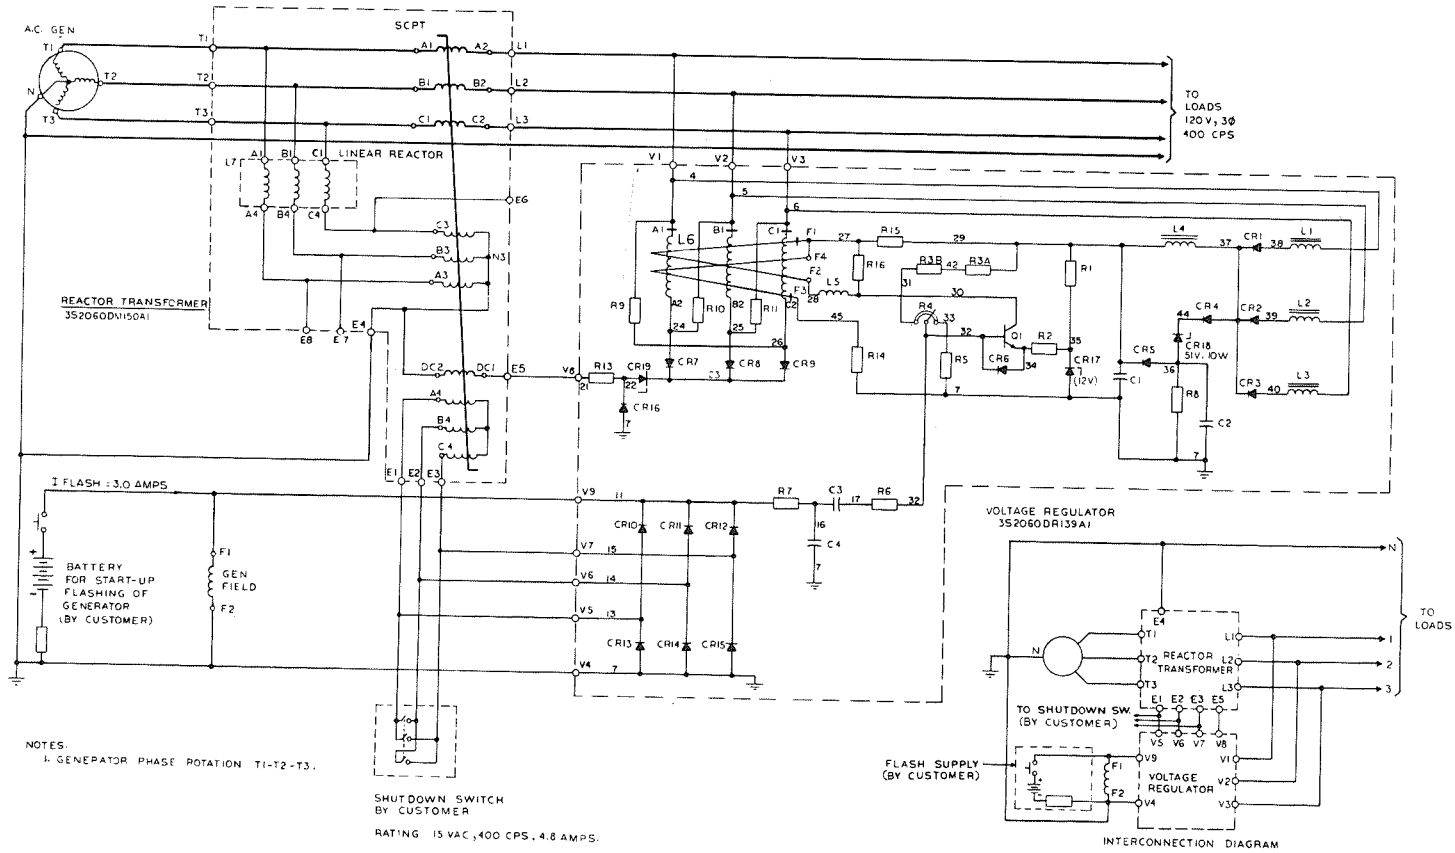 SCPT
A.C. GEN
T1
T2
N
T3
T1
A1
A2
L1
T2
B1
B2
L2
T3
C1
C2
L3
TO
LOADS
120 V, 3Ø
400 CPS
A1
B1
C1
LINEAR REACTOR
L7
A4
B4
C4
E6
C3
B3
N3
A3
REACTOR TRANSFORMER
3S2060DN150A1
E8
E7
E4
DC2
DC1
E5
A4
B4
C4
E1
E2
E3
V1
V2
V3
4
5
6
A1
L6
B1
C1
F1
27
R15
29
L4
37
CR1
38
L1
F4
F2
R16
R3B
42
R3A
R1
31
F3
28
L5
30
R9
A2
R10
B2
R11
C2
45
R4
33
44
CR4
CR2
39
L2
24
25
26
32
Q1
R2
35
CR18
51V. 10W
R14
R5
CR6
34
CR17
(12V)
CR5
36
CR7
CR8
CR9
V8
R13
CR19
21
22
C1
R8
CR3
40
L3
CR16
7
7
C2
7
I FLASH = 3.0 AMPS
V9
11
R7
C3
17
R6
32
16
C4
7
CR10
CR11
CR12
V7
15
V6
14
V5
13
CR13
CR14
CR15
V4
7
BATTERY
FOR START-UP
FLASHING OF
GENERATOR
(BY CUSTOMER)
F1
GEN
FIELD
F2
VOLTAGE REGULATOR
3S2060DR139A1
N
E4
T1
L1
1
TO
LOADS
N
T2
REACTOR
TRANSFORMER
L2
2
T3
L3
3
E1
E2
E3
E5
TO SHUTDOWN SW.
(BY CUSTOMER)
V5
V6
V7
V8
FLASH SUPPLY
(BY CUSTOMER)
F1
V9
V1
VOLTAGE
REGULATOR
V2
F2
V4
V3
INTERCONNECTION DIAGRAM
NOTES:
1. GENERATOR PHASE ROTATION T1-T2-T3.
SHUTDOWN SWITCH
BY CUSTOMER
RATING 15 VAC, 400 CPS, 4.8 AMPS.